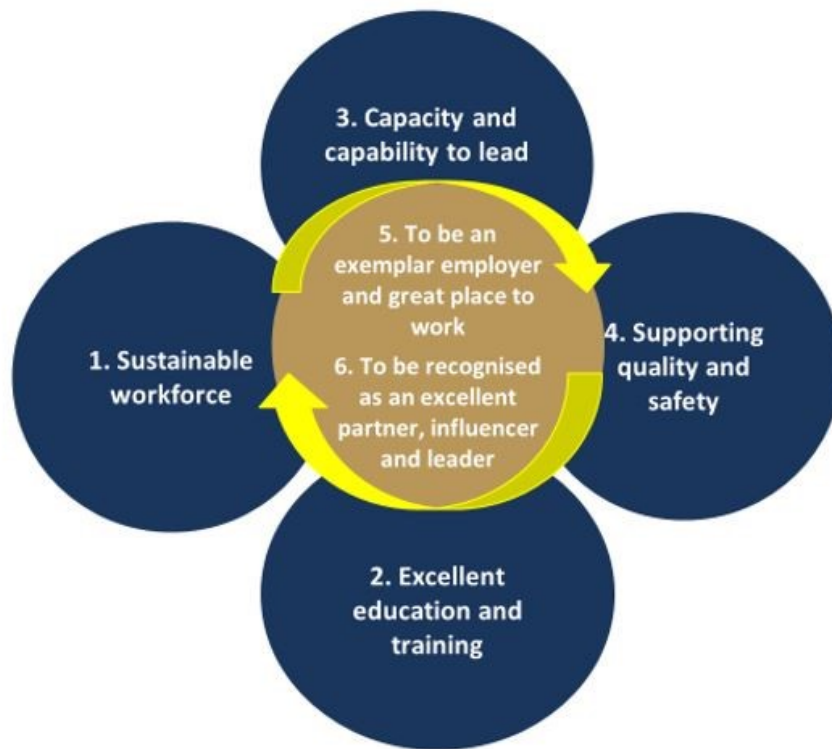 3. Capacity and
capability to lead
5. To be an
exemplar employer
and great place to
work
1. Sustainable
workforce
4. Supporting
quality and
safety
6. To be recognised
as an excellent
partner, influencer
and leader
2. Excellent
education and
training